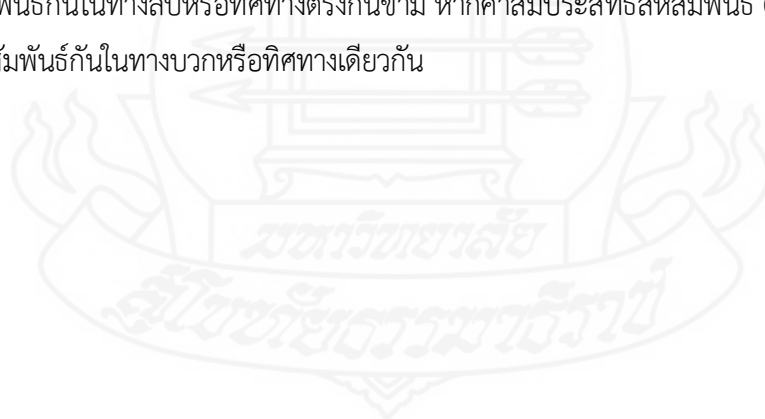 พันธ์กันในทางลบหรือทิศทางตรงกันข้าม หากค่าสัมประสิทธิ์สหสัมพันธ์
สัมพันธ์กันในทางบวกหรือทิศทางเดียวกัน
มหาวิทยาลัย
สุโขทัยธรรมาธิราช